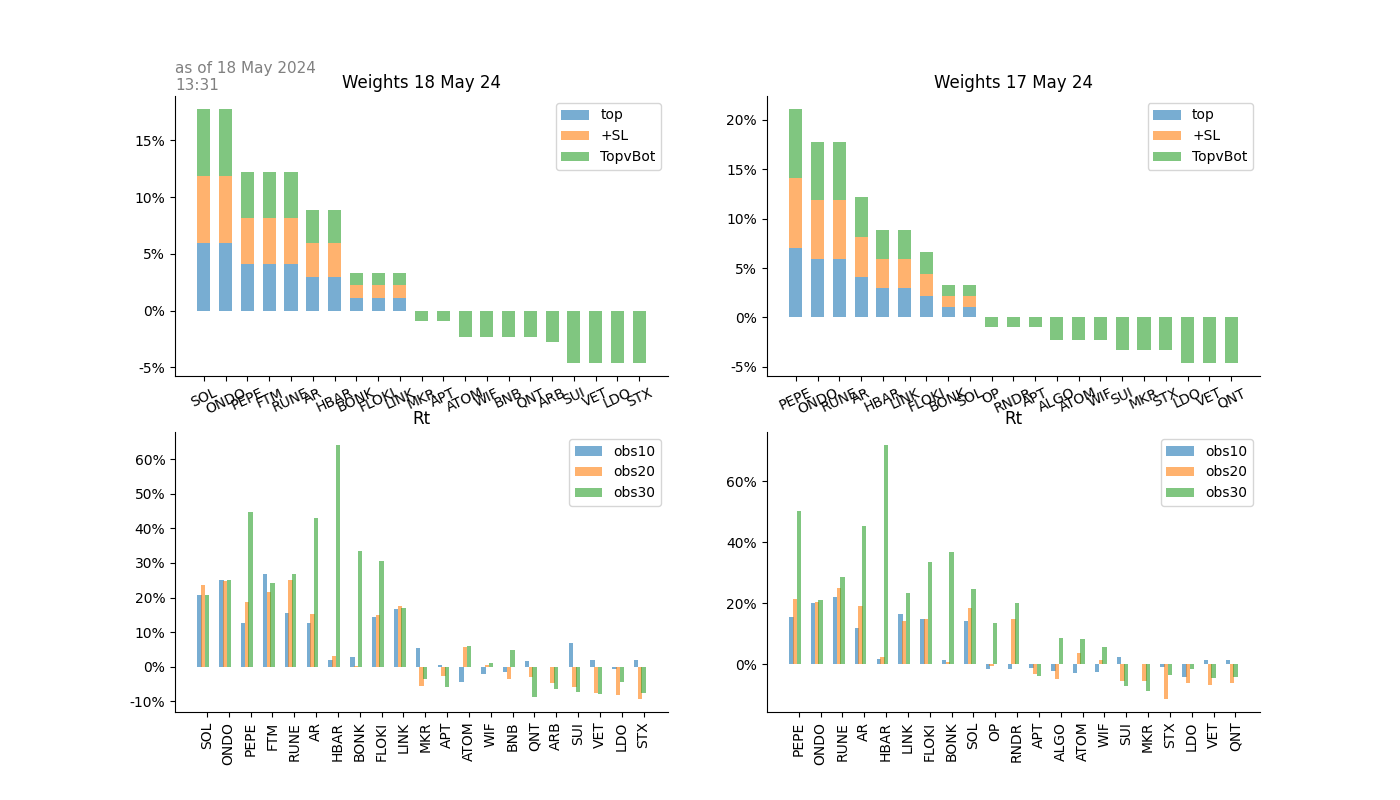 as of 18 May 2024
13:31
Weights 18 May 24
15%
10%
5%
0%
-5%
top
+SL
TopvBot
SOL ONDO PEPE FTM RUNE AR HBAR BONK FLOKI LINK MKR APT ATOM WIF BNB QNT ARB SUI VET LDO STX
Weights 17 May 24
20%
15%
10%
5%
0%
-5%
top
+SL
TopvBot
PEPE ONDO RUNE AR HBAR LINK FLOKI BONK SOL OP RNDR APT ALGO ATOM WIF SUI MKR STX LDO VET QNT
Rt
60%
50%
40%
30%
20%
10%
0%
-10%
obs10
obs20
obs30
SOL ONDO PEPE FTM RUNE AR HBAR BONK FLOKI LINK MKR APT ATOM WIF BNB QNT ARB SUI VET LDO STX
Rt
60%
40%
20%
0%
obs10
obs20
obs30
PEPE ONDO RUNE AR HBAR LINK FLOKI BONK SOL OP RNDR APT ALGO ATOM WIF SUI MKR STX LDO VET QNT